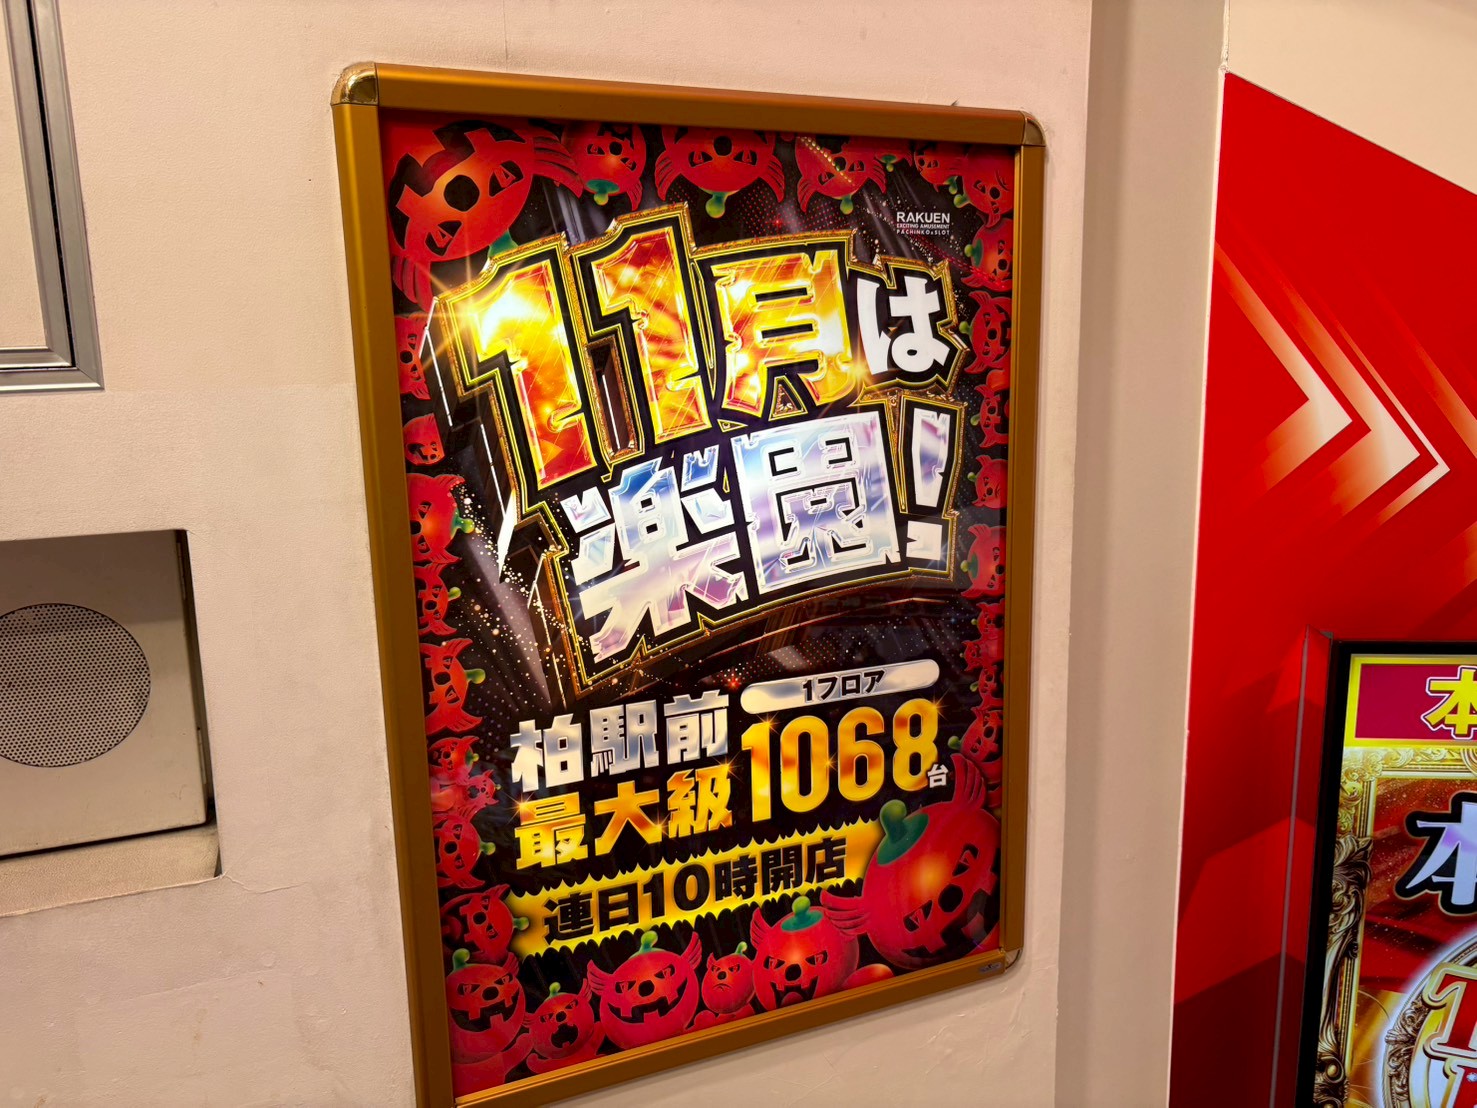 RAKUEN
EXCITING AMUSEMENT
PACHINKO & SLOT
11月は
楽園!
1フロア
柏駅前
最大級1068台
連日10時開店
本